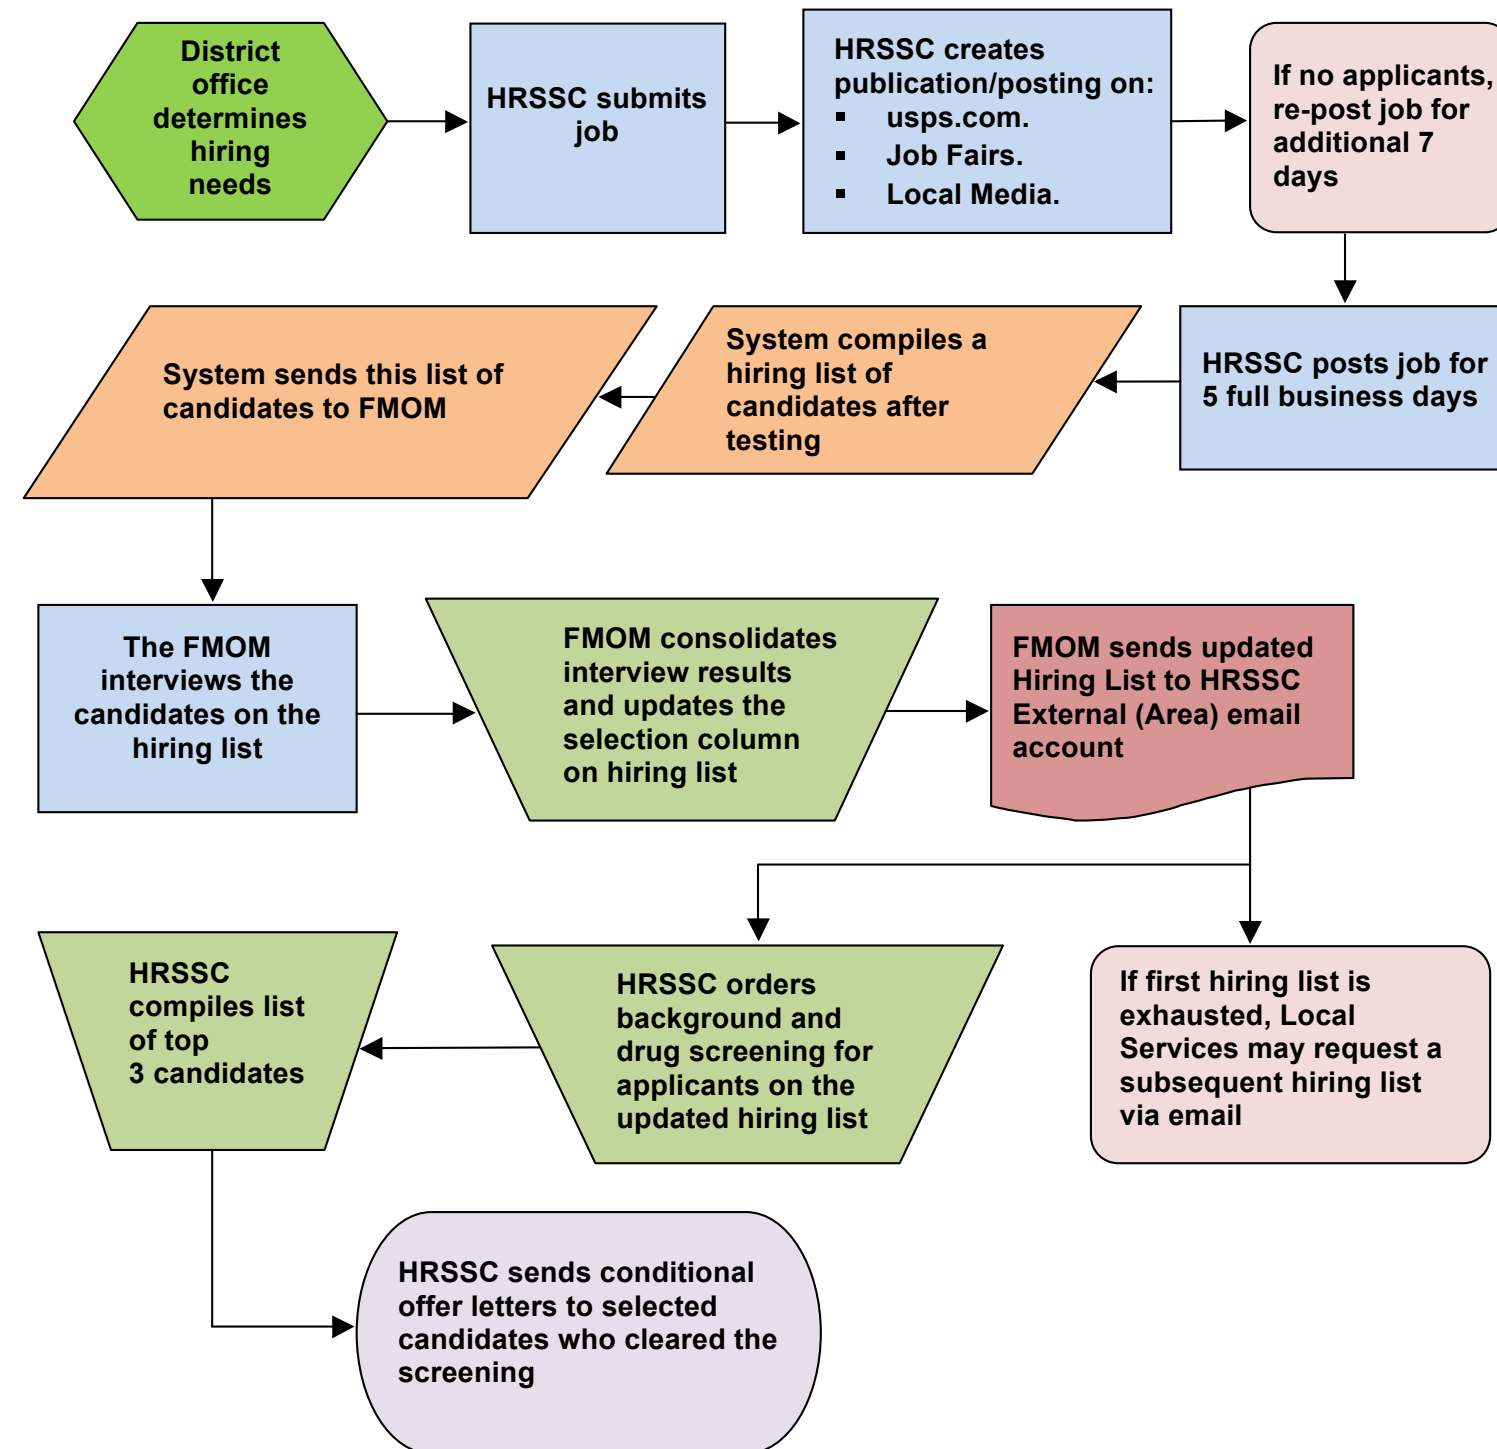 District
office
determines
hiring
needs
HRSSC submits
job
HRSSC creates
publication/posting on:
▪ usps.com.
▪ Job Fairs.
▪ Local Media.
If no applicants,
re-post job for
additional 7
days
HRSSC posts job for
5 full business days
System compiles a
hiring list of
candidates after
testing
System sends this list of
candidates to FMOM
The FMOM
interviews the
candidates on the
hiring list
FMOM consolidates
interview results
and updates the
selection column
on hiring list
FMOM sends updated
Hiring List to HRSSC
External (Area) email
account
If first hiring list is
exhausted, Local
Services may request a
subsequent hiring list
via email
HRSSC orders
background and
drug screening for
applicants on the
updated hiring list
HRSSC
compiles list
of top
3 candidates
HRSSC sends conditional
offer letters to selected
candidates who cleared the
screening